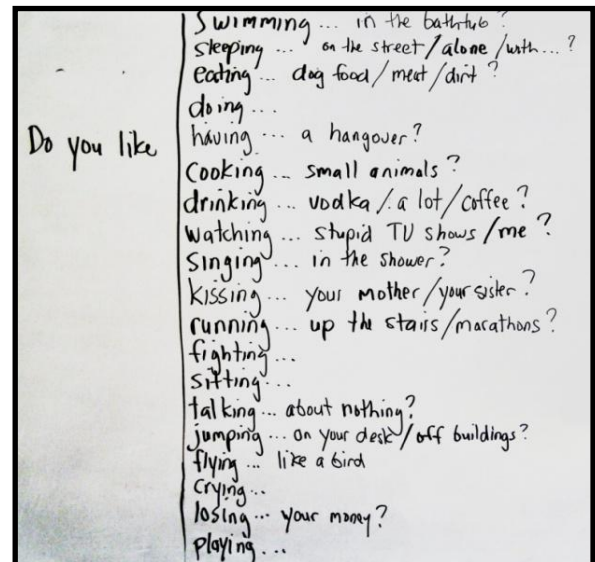 swimming ... in the bathtub?
sleeping ... on the street/alone/with...?
eating ... dog food/meat/dirt?
doing ...
Do you like
having ... a hangover?
cooking ... small animals?
drinking ... vodka/a lot/coffee?
watching ... stupid TV shows/me?
singing ... in the shower?
kissing ... your mother/your sister?
running ... up the stairs/marathons?
fighting ...
sitting ...
talking ... about nothing?
jumping ... on your desk/off buildings?
flying ... like a bird
crying ...
losing ... your money?
playing ...